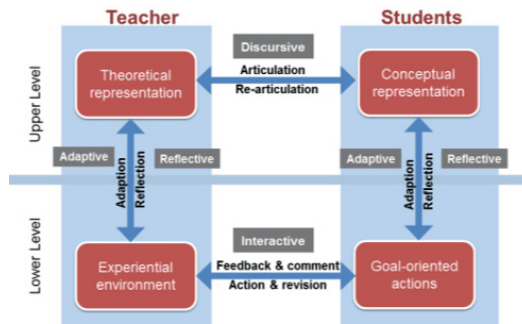 Teacher
Students
Upper Level
Discursive
Theoretical
representation
Articulation
Re-articulation
Conceptual
representation
Adaptive
Adaption
Reflection
Reflective
Adaptive
Adaption
Reflection
Reflective
Lower Level
Interactive
Experiential
environment
Feedback & comment
Action & revision
Goal-oriented
actions